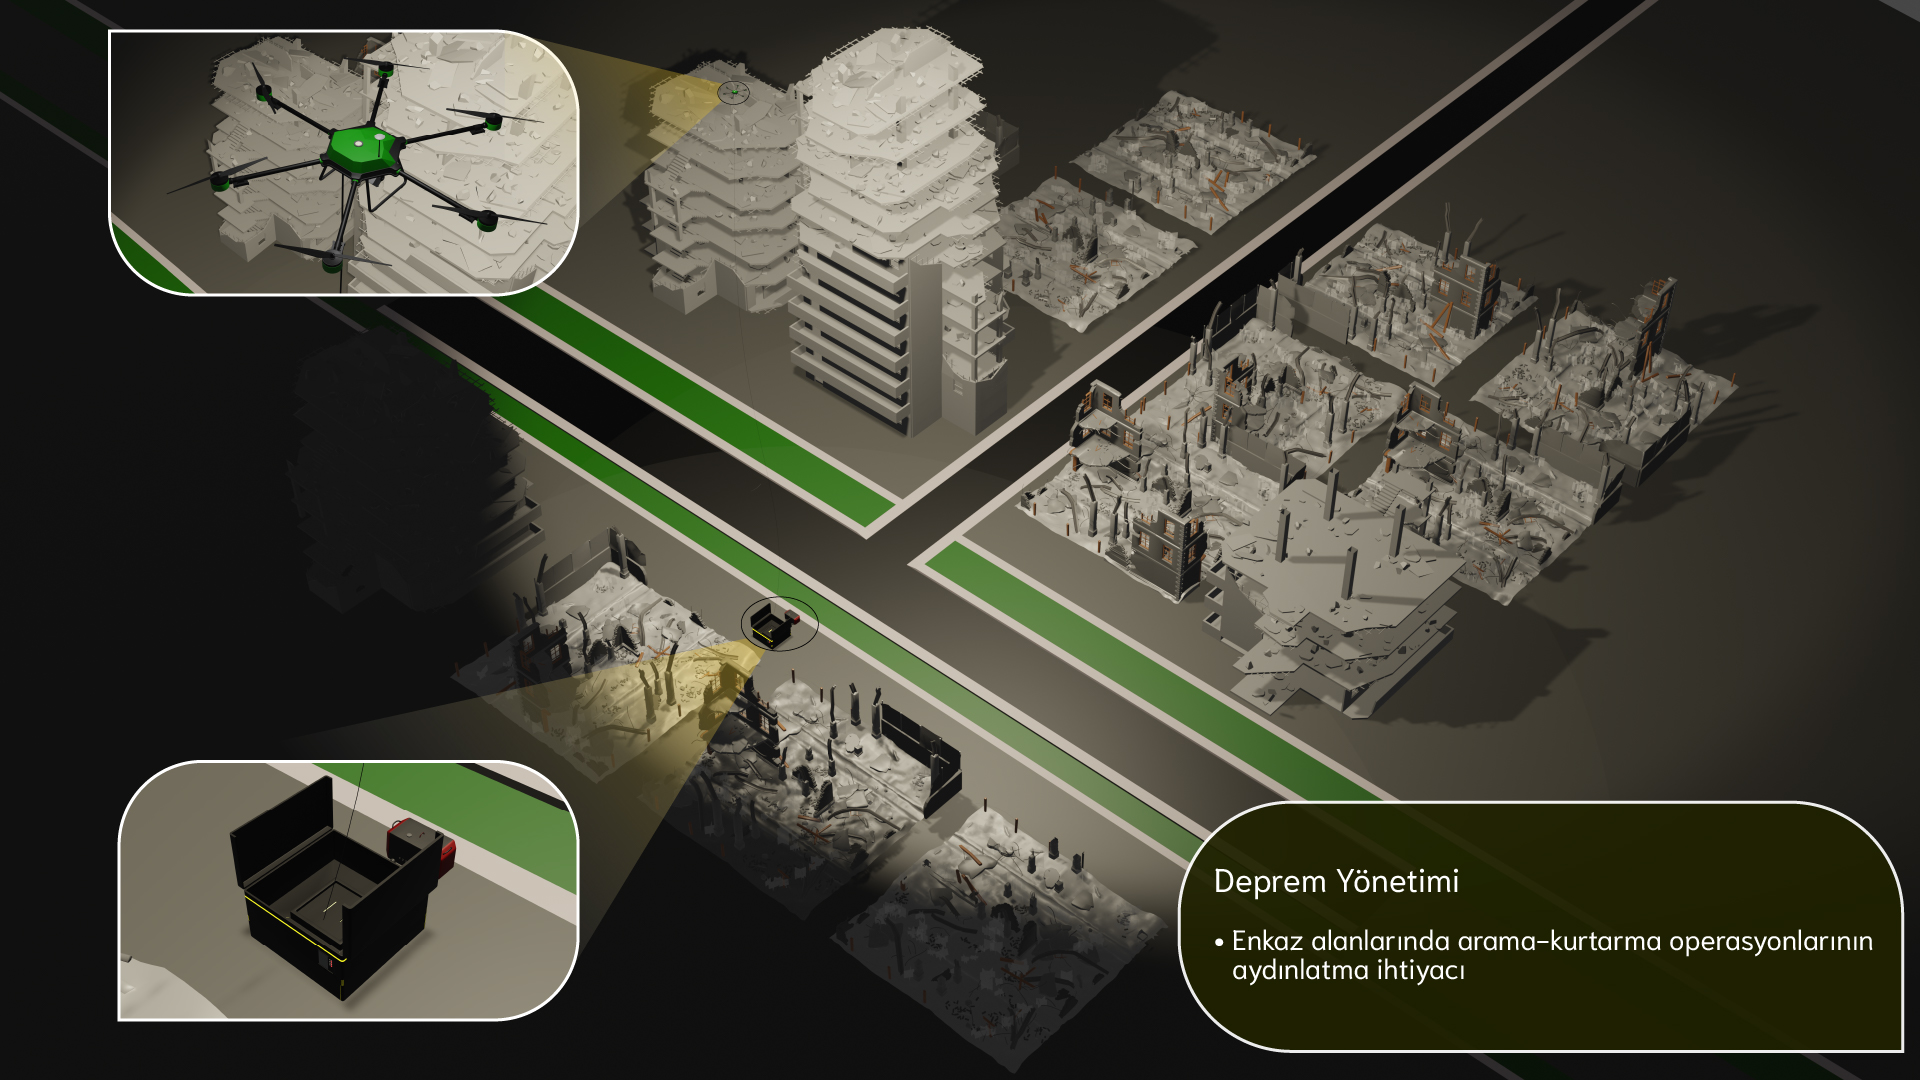 Deprem Yönetimi
• Enkaz alanlarında arama-kurtarma operasyonlarının
aydınlatma ihtiyacı